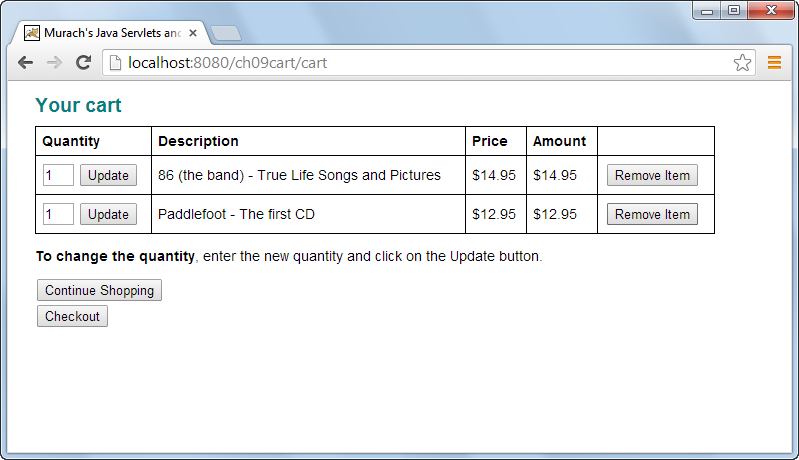 Murach's Java Servlets and
localhost:8080/ch09cart/cart
Your cart
Quantity Description Price Amount
1 Update 86 (the band) - True Life Songs and Pictures $14.95 $14.95 Remove Item
1 Update Paddlefoot - The first CD $12.95 $12.95 Remove Item
To change the quantity, enter the new quantity and click on the Update button.
Continue Shopping
Checkout